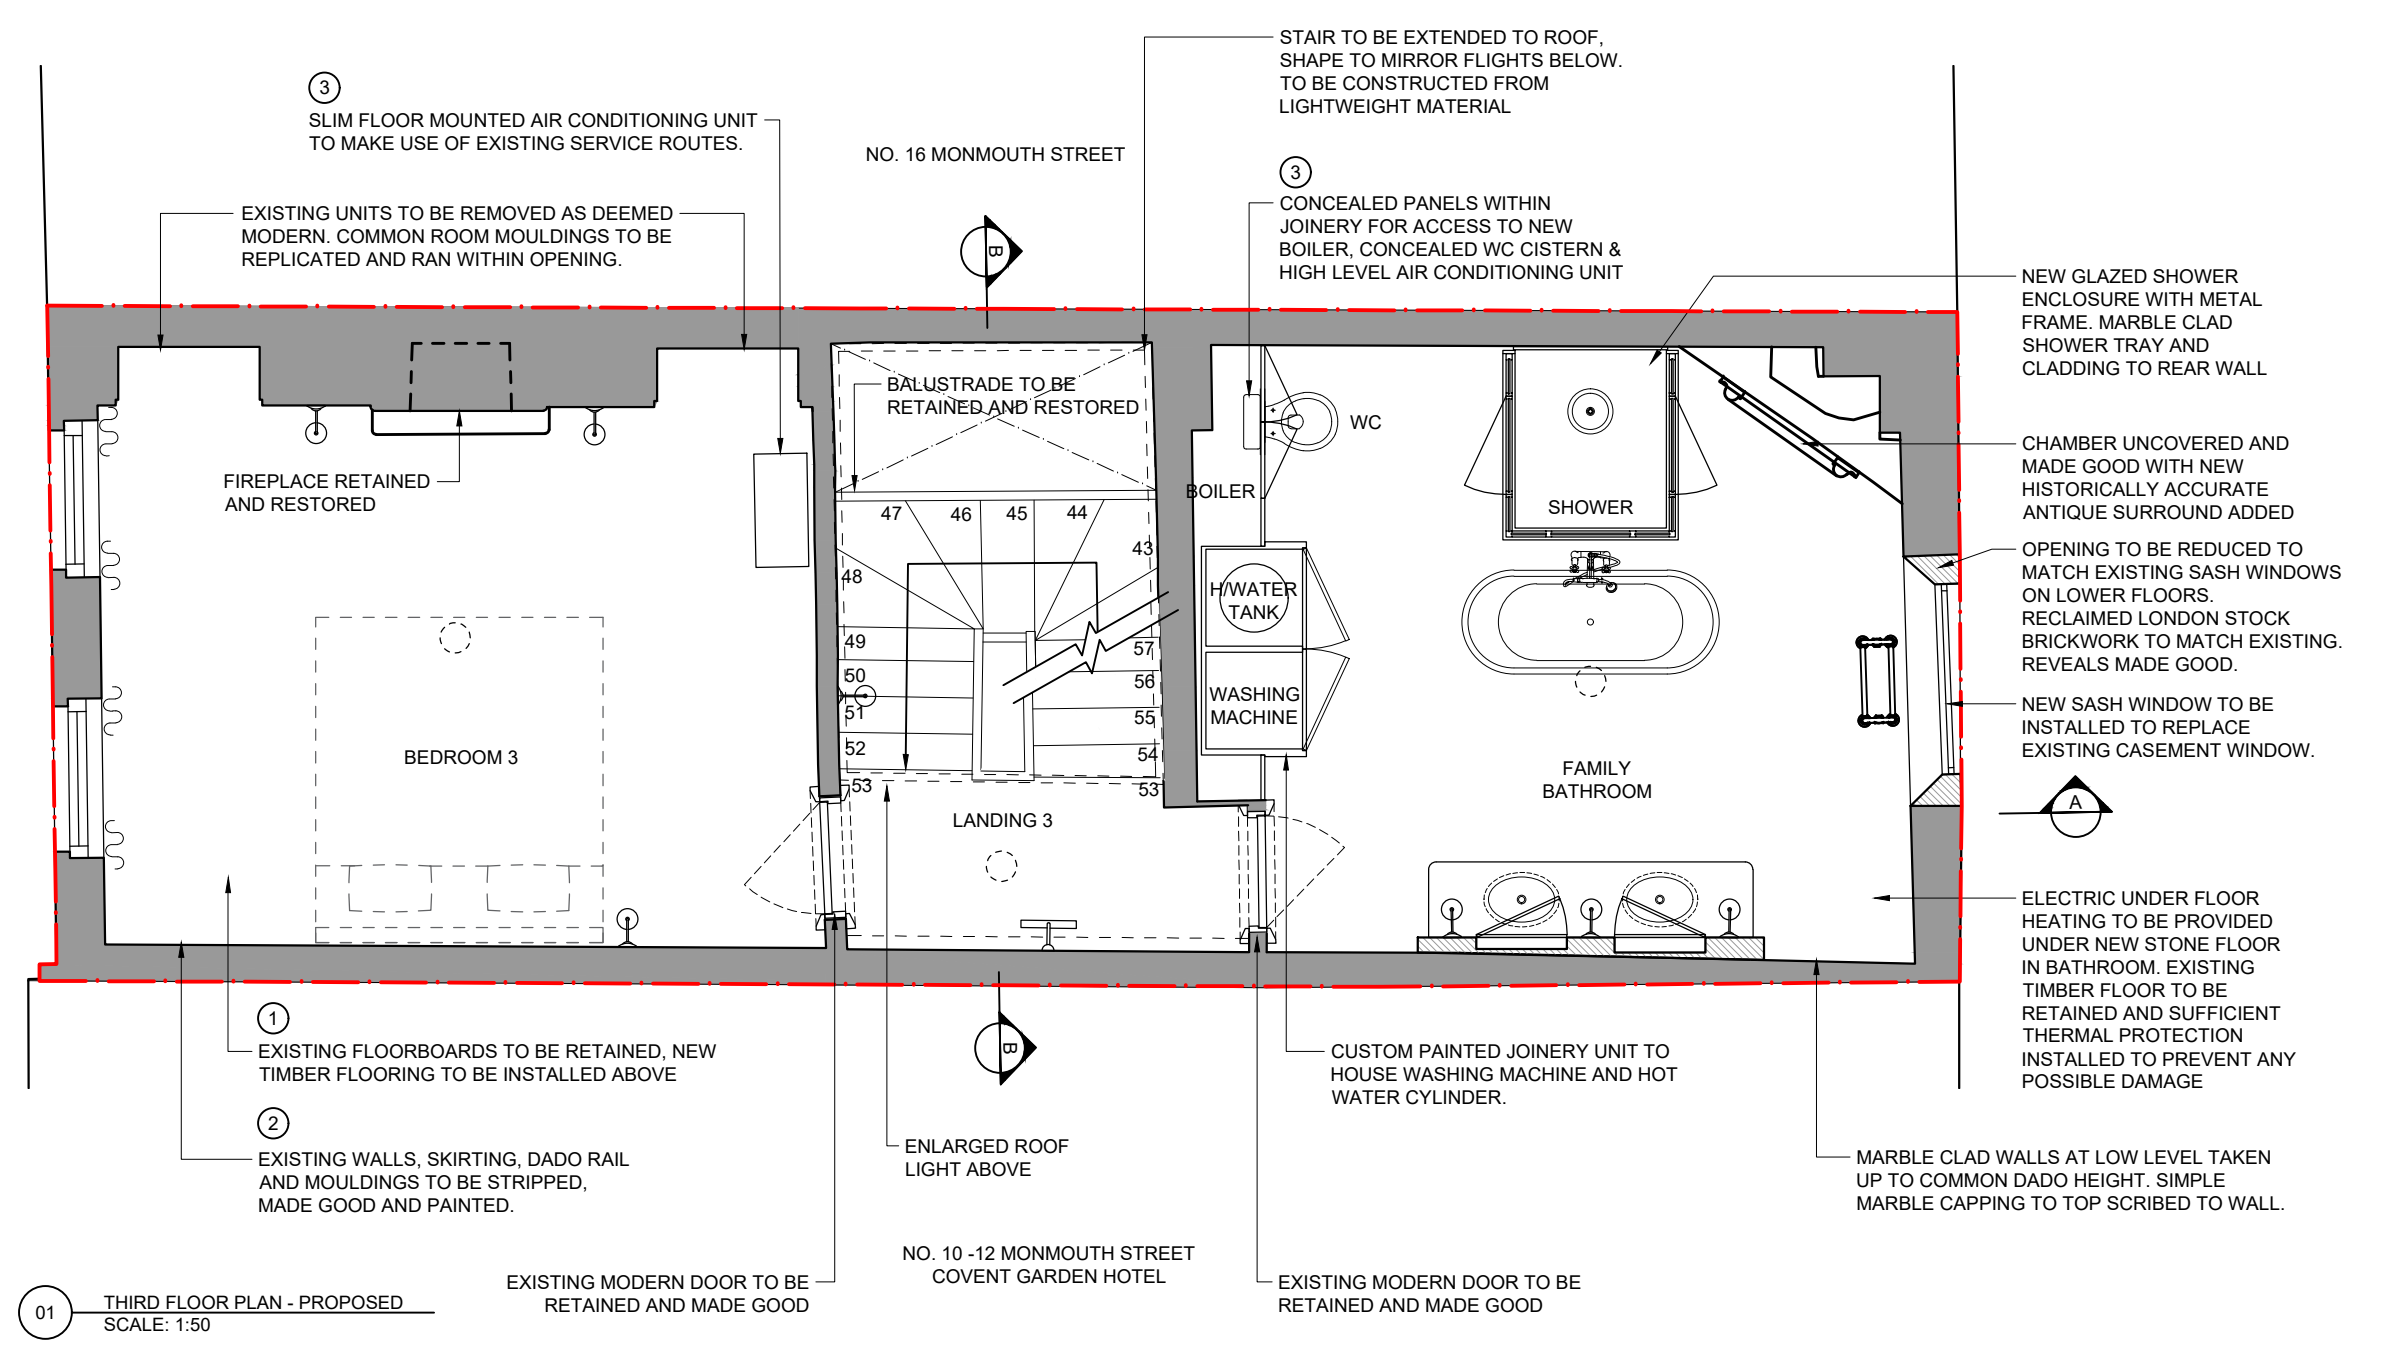 STAIR TO BE EXTENDED TO ROOF,
SHAPE TO MIRROR FLIGHTS BELOW.
TO BE CONSTRUCTED FROM
LIGHTWEIGHT MATERIAL
3
SLIM FLOOR MOUNTED AIR CONDITIONING UNIT
TO MAKE USE OF EXISTING SERVICE ROUTES.
NO. 16 MONMOUTH STREET
3
CONCEALED PANELS WITHIN
JOINERY FOR ACCESS TO NEW
BOILER, CONCEALED WC CISTERN &
HIGH LEVEL AIR CONDITIONING UNIT
EXISTING UNITS TO BE REMOVED AS DEEMED
MODERN. COMMON ROOM MOULDINGS TO BE
REPLICATED AND RAN WITHIN OPENING.
B
NEW GLAZED SHOWER
ENCLOSURE WITH METAL
FRAME. MARBLE CLAD
SHOWER TRAY AND
CLADDING TO REAR WALL
BALUSTRADE TO BE
RETAINED AND RESTORED
WC
CHAMBER UNCOVERED AND
MADE GOOD WITH NEW
HISTORICALLY ACCURATE
ANTIQUE SURROUND ADDED
FIREPLACE RETAINED
AND RESTORED
BOILER
SHOWER
47
46
45
44
43
48
49
50
51
52
53
57
56
55
54
53
OPENING TO BE REDUCED TO
MATCH EXISTING SASH WINDOWS
ON LOWER FLOORS.
RECLAIMED LONDON STOCK
BRICKWORK TO MATCH EXISTING.
REVEALS MADE GOOD.
H/WATER
TANK
WASHING
MACHINE
NEW SASH WINDOW TO BE
INSTALLED TO REPLACE
EXISTING CASEMENT WINDOW.
BEDROOM 3
FAMILY
BATHROOM
A
LANDING 3
ELECTRIC UNDER FLOOR
HEATING TO BE PROVIDED
UNDER NEW STONE FLOOR
IN BATHROOM. EXISTING
TIMBER FLOOR TO BE
RETAINED AND SUFFICIENT
THERMAL PROTECTION
INSTALLED TO PREVENT ANY
POSSIBLE DAMAGE
1
EXISTING FLOORBOARDS TO BE RETAINED, NEW
TIMBER FLOORING TO BE INSTALLED ABOVE
B
CUSTOM PAINTED JOINERY UNIT TO
HOUSE WASHING MACHINE AND HOT
WATER CYLINDER.
2
EXISTING WALLS, SKIRTING, DADO RAIL
AND MOULDINGS TO BE STRIPPED,
MADE GOOD AND PAINTED.
ENLARGED ROOF
LIGHT ABOVE
MARBLE CLAD WALLS AT LOW LEVEL TAKEN
UP TO COMMON DADO HEIGHT. SIMPLE
MARBLE CAPPING TO TOP SCRIBED TO WALL.
NO. 10 -12 MONMOUTH STREET
COVENT GARDEN HOTEL
EXISTING MODERN DOOR TO BE
RETAINED AND MADE GOOD
EXISTING MODERN DOOR TO BE
RETAINED AND MADE GOOD
01
THIRD FLOOR PLAN - PROPOSED
SCALE: 1:50